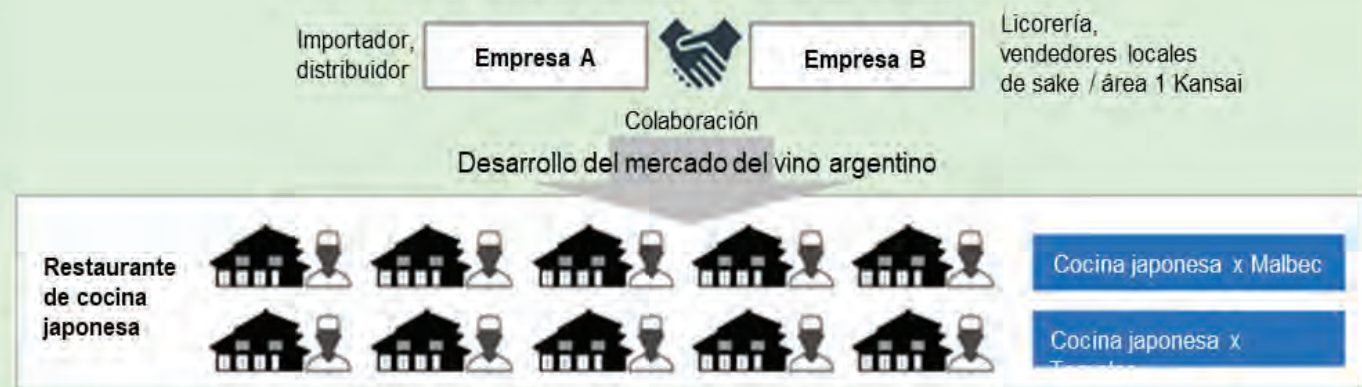 Importador,
distribuidor
Empresa A
Empresa B
Licorería,
vendedores locales
de sake / área 1 Kansai
Colaboración
Desarrollo del mercado del vino argentino
Restaurante
de cocina
japonesa
Cocina japonesa x Malbec
Cocina japonesa x